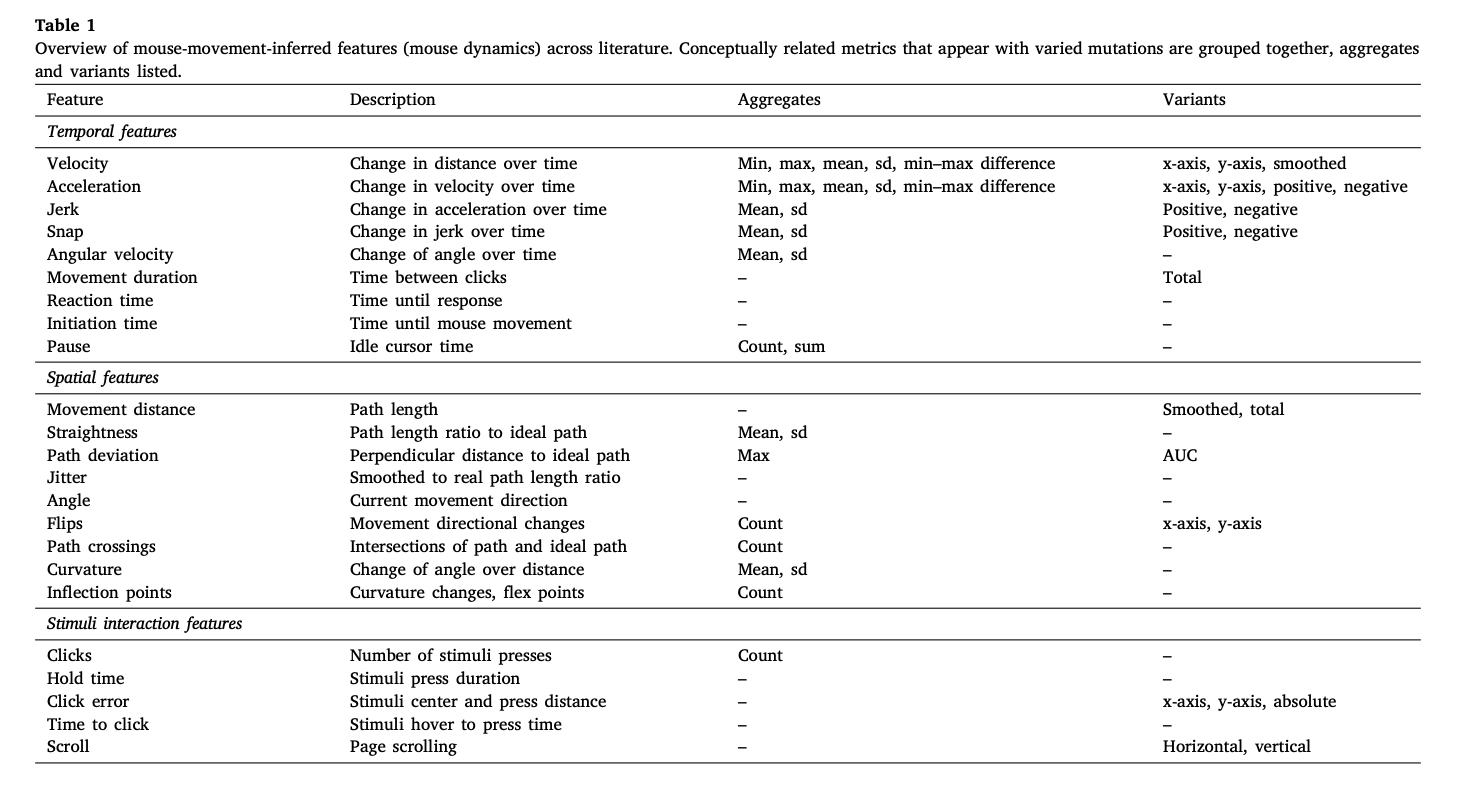 Table 1
Overview of mouse-movement-inferred features (mouse dynamics) across literature. Conceptually related metrics that appear with varied mutations are grouped together, aggregates
and variants listed.
Feature Description Aggregates Variants
Temporal features
Velocity Change in distance over time Min, max, mean, sd, min–max difference x-axis, y-axis, smoothed
Acceleration Change in velocity over time Min, max, mean, sd, min–max difference x-axis, y-axis, positive, negative
Jerk Change in acceleration over time Mean, sd Positive, negative
Snap Change in jerk over time Mean, sd Positive, negative
Angular velocity Change of angle over time Mean, sd –
Movement duration Time between clicks – Total
Reaction time Time until response – –
Initiation time Time until mouse movement – –
Pause Idle cursor time Count, sum –
Spatial features
Movement distance Path length – Smoothed, total
Straightness Path length ratio to ideal path Mean, sd –
Path deviation Perpendicular distance to ideal path Max AUC
Jitter Smoothed to real path length ratio – –
Angle Current movement direction – –
Flips Movement directional changes Count x-axis, y-axis
Path crossings Intersections of path and ideal path Count –
Curvature Change of angle over distance Mean, sd –
Inflection points Curvature changes, flex points Count –
Stimuli interaction features
Clicks Number of stimuli presses Count –
Hold time Stimuli press duration – –
Click error Stimuli center and press distance – x-axis, y-axis, absolute
Time to click Stimuli hover to press time – –
Scroll Page scrolling – Horizontal, vertical